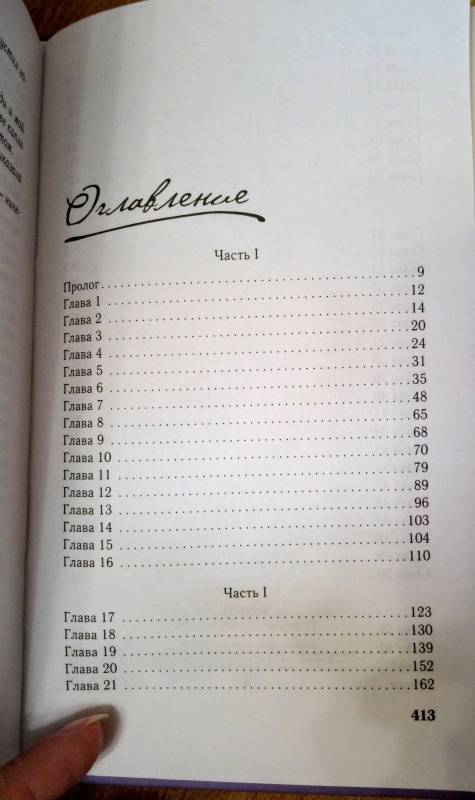 Оглавление
Часть I
Пролог. . . . . . . . . . . . . . . . . . . . . . . . . . . . . . . . . . . . . . . . 9
Глава 1 . . . . . . . . . . . . . . . . . . . . . . . . . . . . . . . . . . . . . . . . 12
Глава 2 . . . . . . . . . . . . . . . . . . . . . . . . . . . . . . . . . . . . . . . . 14
Глава 3 . . . . . . . . . . . . . . . . . . . . . . . . . . . . . . . . . . . . . . . . 20
Глава 4 . . . . . . . . . . . . . . . . . . . . . . . . . . . . . . . . . . . . . . . . 24
Глава 5 . . . . . . . . . . . . . . . . . . . . . . . . . . . . . . . . . . . . . . . . 31
Глава 6 . . . . . . . . . . . . . . . . . . . . . . . . . . . . . . . . . . . . . . . . 35
Глава 7 . . . . . . . . . . . . . . . . . . . . . . . . . . . . . . . . . . . . . . . . 48
Глава 8 . . . . . . . . . . . . . . . . . . . . . . . . . . . . . . . . . . . . . . . . 65
Глава 9 . . . . . . . . . . . . . . . . . . . . . . . . . . . . . . . . . . . . . . . . 68
Глава 10 . . . . . . . . . . . . . . . . . . . . . . . . . . . . . . . . . . . . . . . 70
Глава 11 . . . . . . . . . . . . . . . . . . . . . . . . . . . . . . . . . . . . . . . 79
Глава 12 . . . . . . . . . . . . . . . . . . . . . . . . . . . . . . . . . . . . . . . 89
Глава 13 . . . . . . . . . . . . . . . . . . . . . . . . . . . . . . . . . . . . . . . 96
Глава 14 . . . . . . . . . . . . . . . . . . . . . . . . . . . . . . . . . . . . . . . 103
Глава 15 . . . . . . . . . . . . . . . . . . . . . . . . . . . . . . . . . . . . . . . 104
Глава 16 . . . . . . . . . . . . . . . . . . . . . . . . . . . . . . . . . . . . . . . 110
Часть I
Глава 17 . . . . . . . . . . . . . . . . . . . . . . . . . . . . . . . . . . . . . . . 123
Глава 18 . . . . . . . . . . . . . . . . . . . . . . . . . . . . . . . . . . . . . . . 130
Глава 19 . . . . . . . . . . . . . . . . . . . . . . . . . . . . . . . . . . . . . . . 139
Глава 20 . . . . . . . . . . . . . . . . . . . . . . . . . . . . . . . . . . . . . . . 152
Глава 21 . . . . . . . . . . . . . . . . . . . . . . . . . . . . . . . . . . . . . . . 162
413